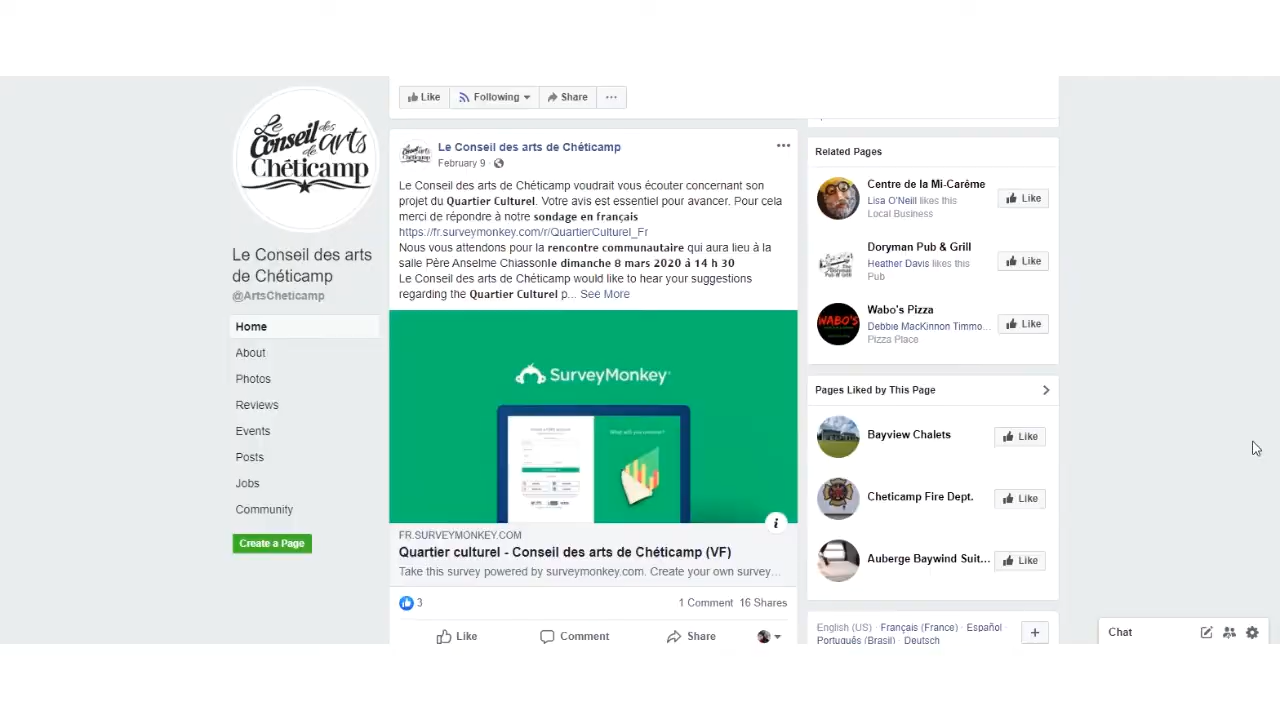 Le Conseil des arts de Chéticamp
Le Conseil des arts
de Chéticamp
@ArtsCheticamp
Home
About
Photos
Reviews
Events
Posts
Jobs
Community
Create a Page
Like
Following
Share
Le Conseil des arts de Chéticamp
February 9 ·
Le Conseil des arts de Chéticamp voudrait vous écouter concernant son
projet du Quartier Culturel. Votre avis est essentiel pour avancer. Pour cela
merci de répondre à notre sondage en français
https://fr.surveymonkey.com/r/QuartierCulturel_Fr
Nous vous attendons pour la rencontre communautaire qui aura lieu à la
salle Père Anselme Chiassonle dimanche 8 mars 2020 à 14 h 30
Le Conseil des arts de Chéticamp would like to hear your suggestions
regarding the Quartier Culturel p... See More
SurveyMonkey
FR.SURVEYMONKEY.COM
Quartier culturel - Conseil des arts de Chéticamp (VF)
Take this survey powered by surveymonkey.com. Create your own survey...
3
1 Comment 16 Shares
Like
Comment
Share
Related Pages
Centre de la Mi-Carème
Lisa O'Neill likes this
Local Business
Like
Doryman Pub & Grill
Heather Davis likes this
Pub
Like
WABO'S
Wabo's Pizza
Debbie MacKinnon Timmo...
Pizza Place
Like
Pages Liked by This Page
Bayview Chalets
Like
Cheticamp Fire Dept.
Like
Auberge Baywind Suit...
Like
English (US) · Français (France) · Español ·
Português (Brasil) · Deutsch
Chat